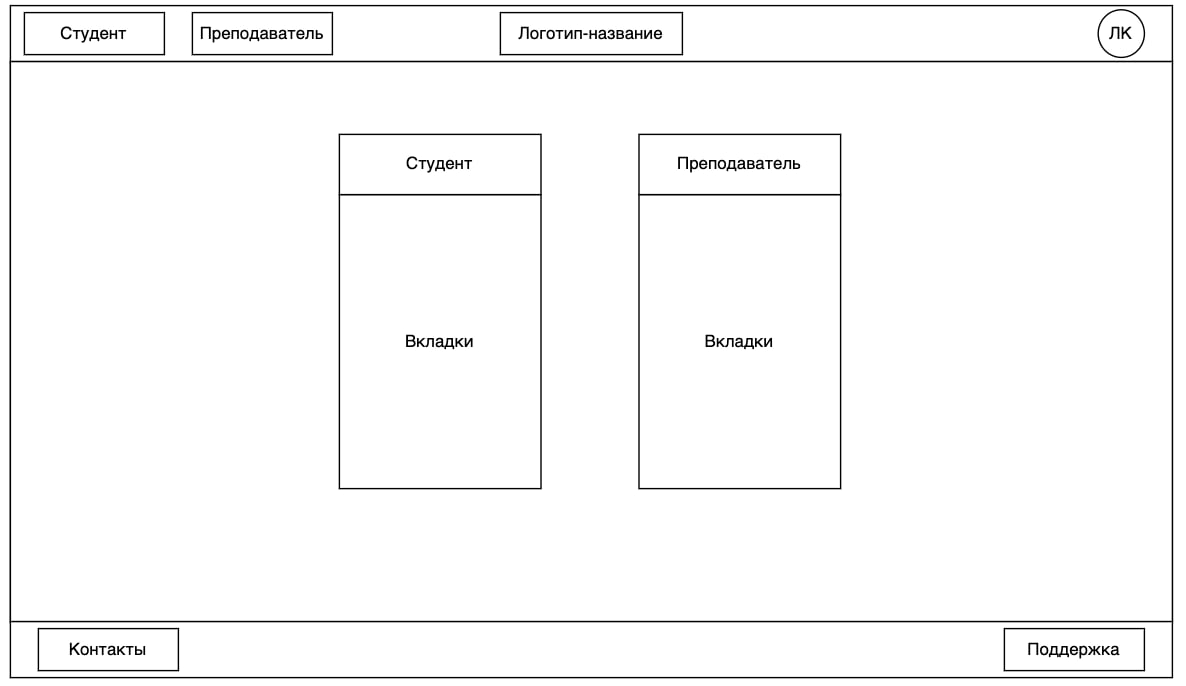 Студент
Преподаватель
Логотип-название
ЛК
Студент
Преподаватель
Вкладки
Вкладки
Контакты
Поддержка